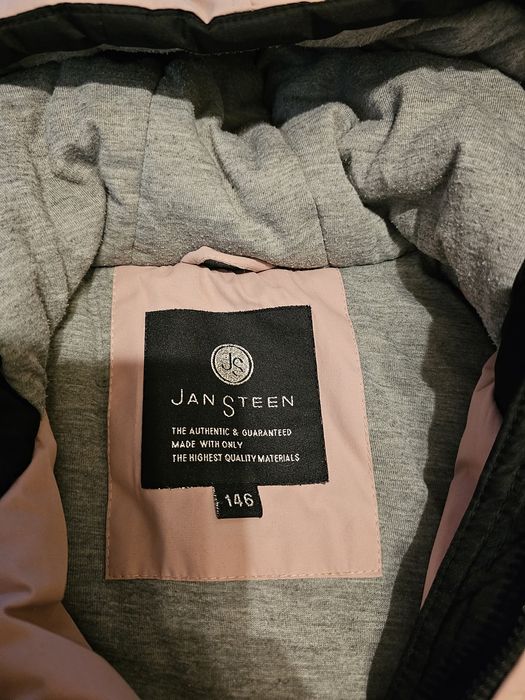 JS
JAN STEEN
THE AUTHENTIC & GUARANTEED
MADE WITH ONLY
THE HIGHEST QUALITY MATERIALS
146